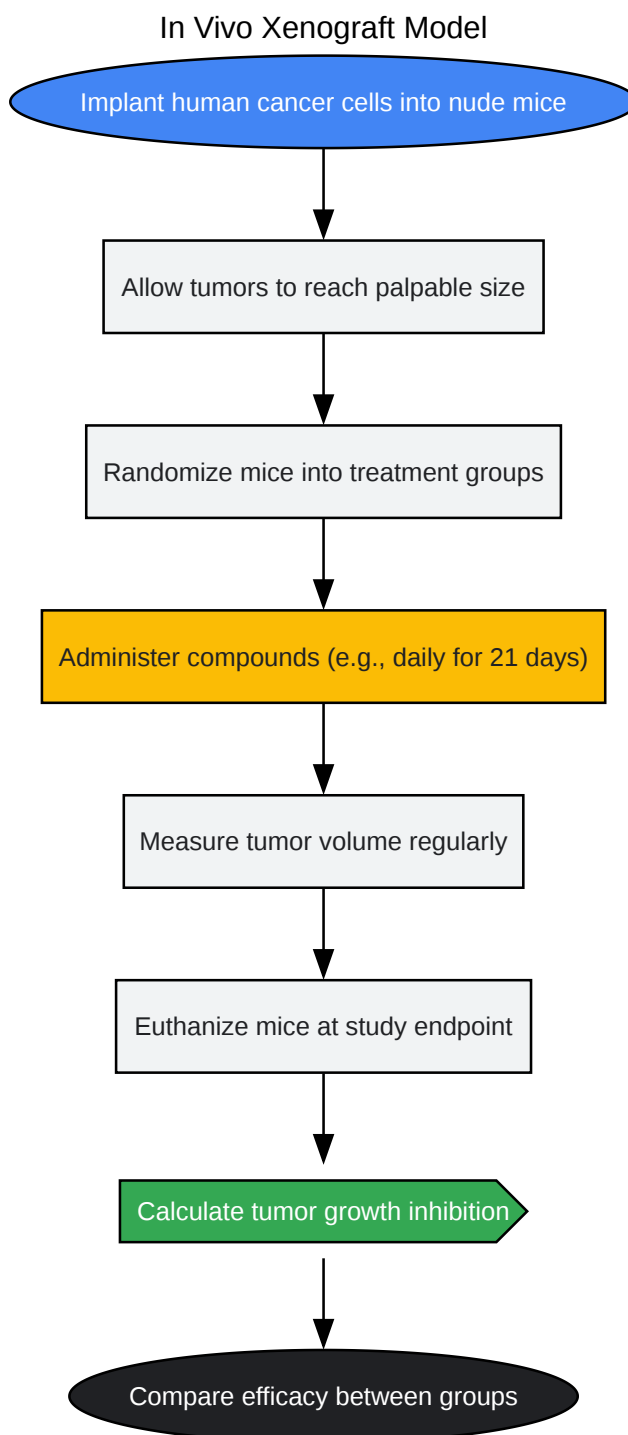 In Vivo Xenograft Model
Implant human cancer cells into nude mice
Allow tumors to reach palpable size
Randomize mice into treatment groups
Administer compounds (e.g., daily for 21 days)
Measure tumor volume regularly
Euthanize mice at study endpoint
Calculate tumor growth inhibition
Compare efficacy between groups